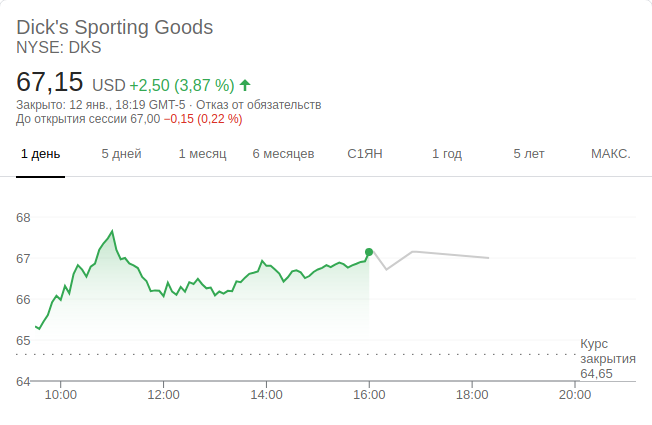 Dick's Sporting Goods
NYSE: DKS
67,15 USD +2,50 (3,87 %)
Закрыто: 12 янв., 18:19 GMT-5 · Отказ от обязательств
До открытия сессии 67,00 −0,15 (0,22 %)
1 день 5 дней 1 месяц 6 месяцев С1ЯН 1 год 5 лет МАКС.
68
67
66
65
Курс
закрытия
64,65
64
10:00 12:00 14:00 16:00 18:00 20:00